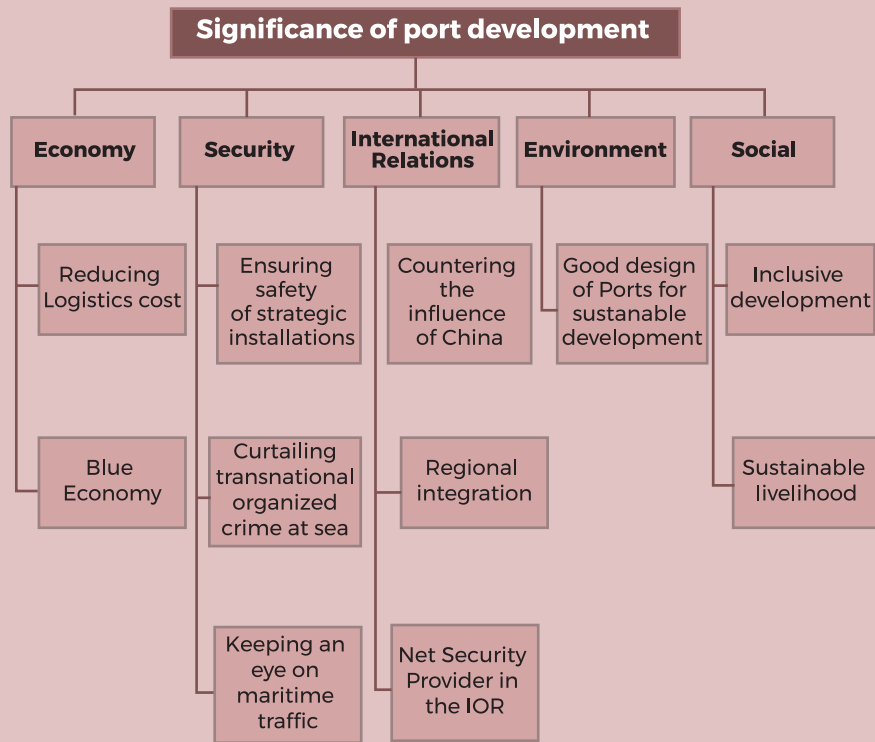 Significance of port development
Economy
Security
International
Relations
Environment
Social
Reducing
Logistics cost
Blue
Economy
Ensuring
safety
of strategic
installations
Curtailing
transnational
organized
crime at sea
Keeping an
eye on
maritime
traffic
Countering
the
influence
of China
Regional
integration
Net Security
Provider in
the IOR
Good design
of Ports for
sustanable
development
Inclusive
development
Sustainable
livelihood